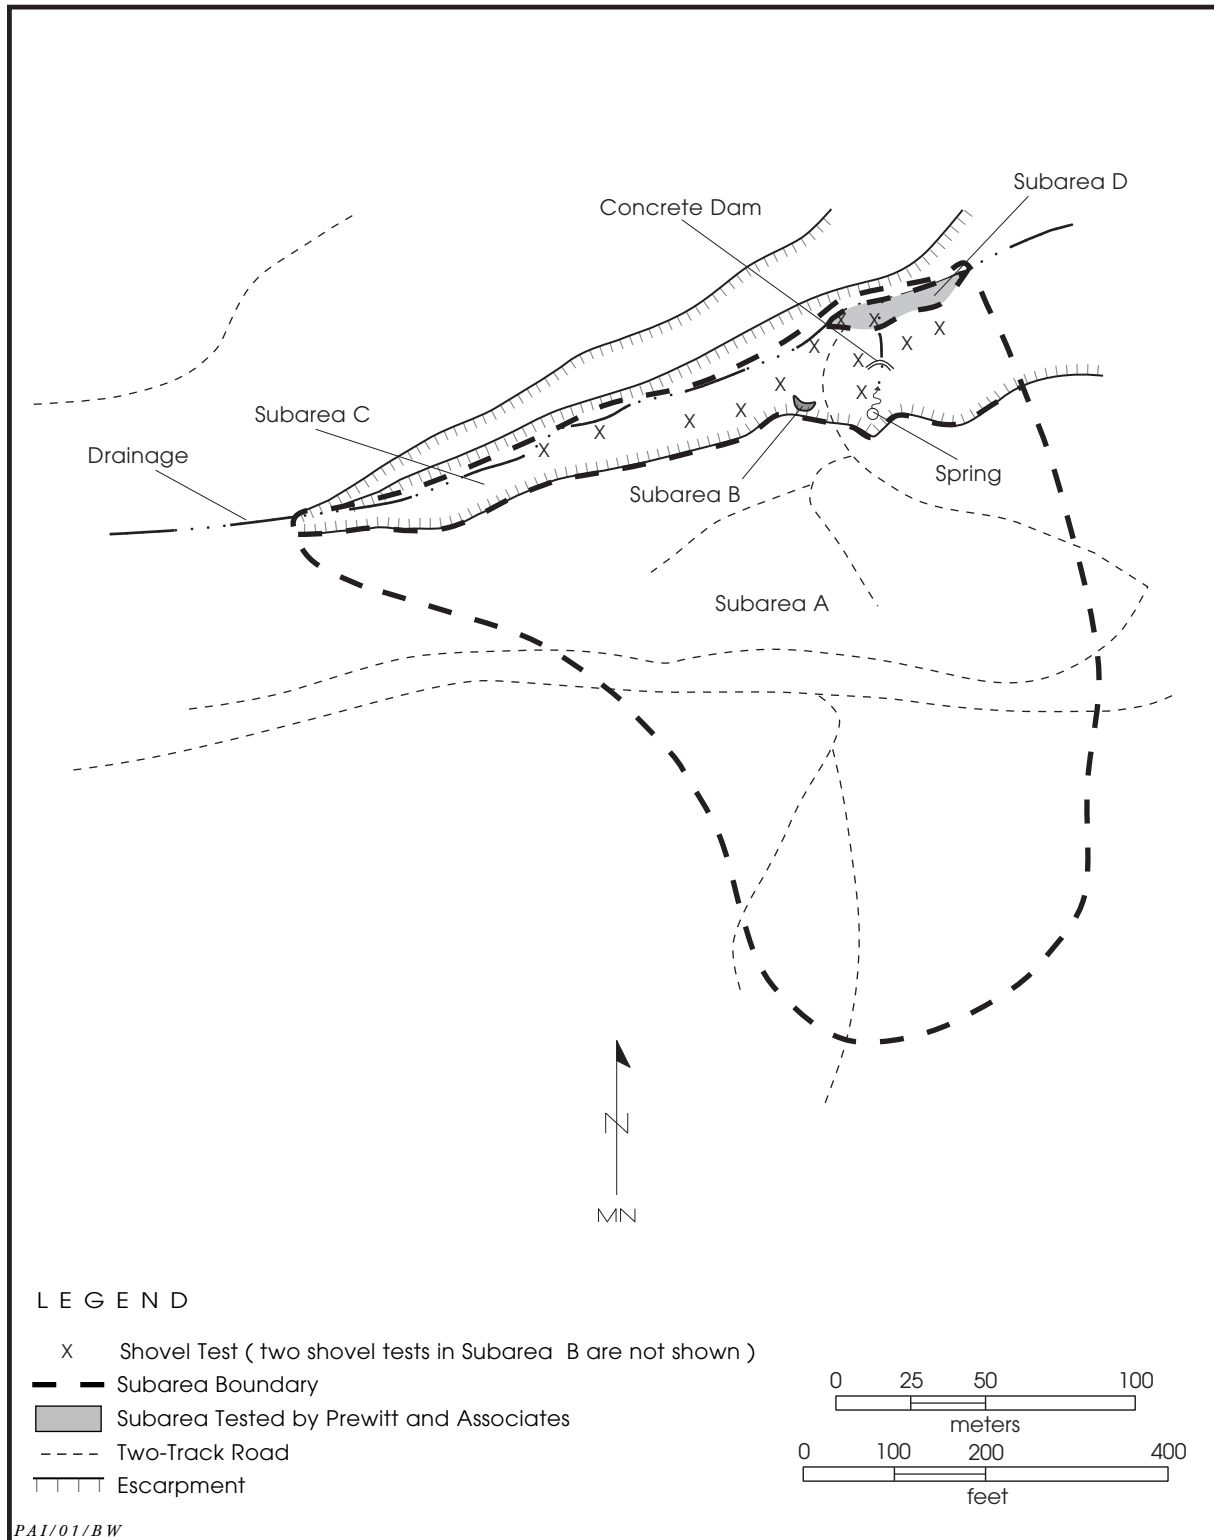 Subarea D
Concrete Dam
Subarea C
Drainage
Spring
Subarea B
Subarea A
X X X X X X X X X X X X X
N
MN
LEGEND
X Shovel Test ( two shovel tests in Subarea B are not shown )
Subarea Boundary
Subarea Tested by Prewitt and Associates
Two-Track Road
Escarpment
0 25 50 100
meters
0 100 200 400
feet
PAI/01/BW